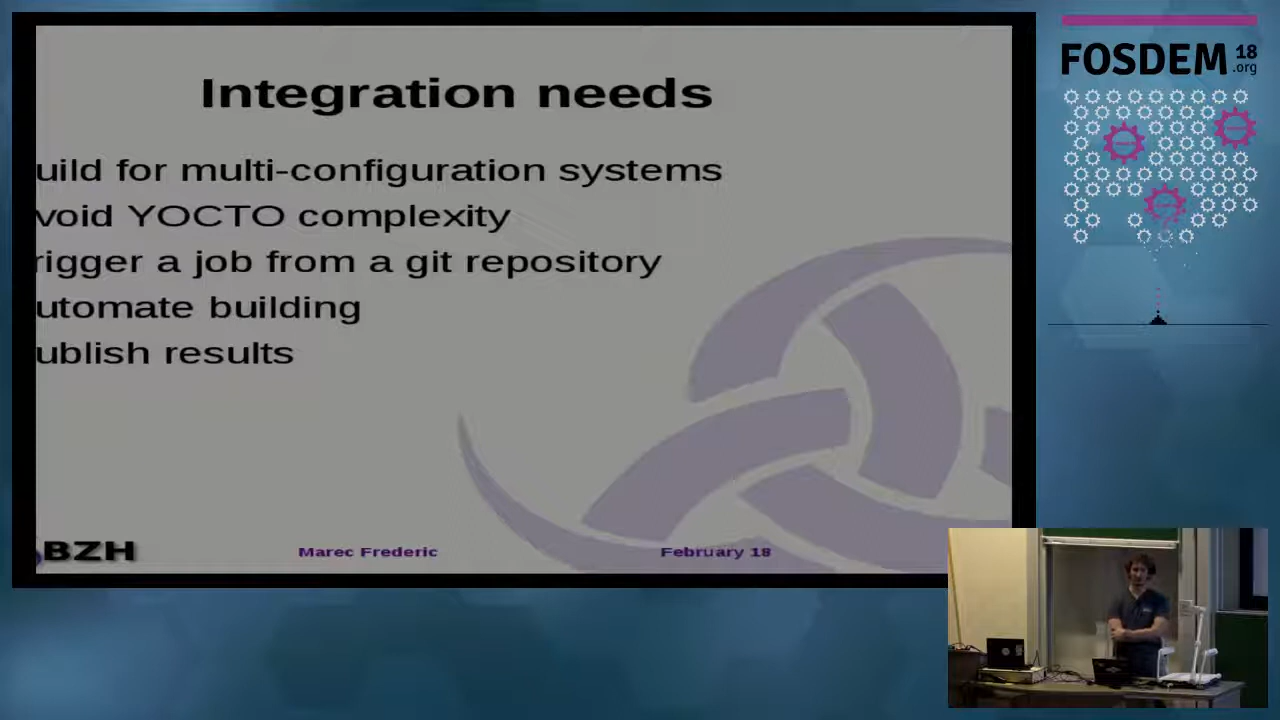 Integration needs
uild for multi-configuration systems
void YOCTO complexity
rigger a job from a git repository
utomate building
ublish results
BZH
Marec Frederic
February 18
FOSDEM 18
.org